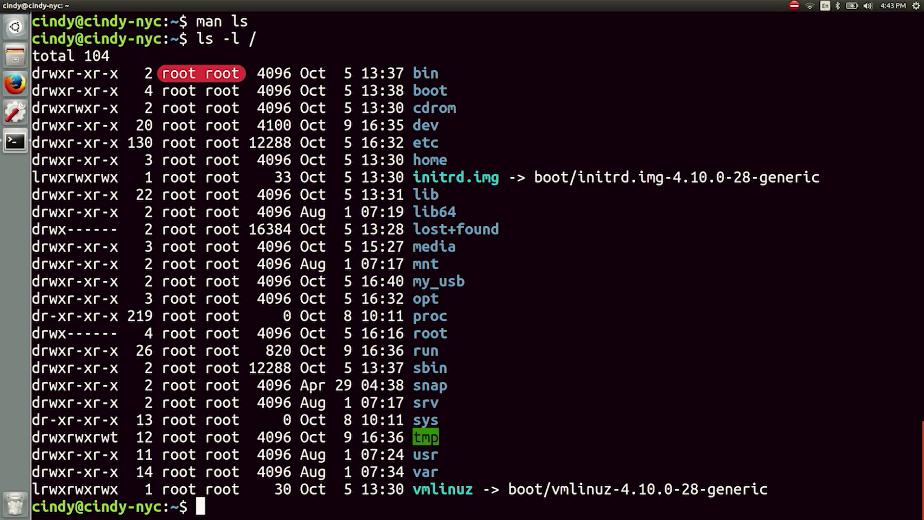 4:43 PM
En
cindy@cindy-nyc:~$ man ls
cindy@cindy-nyc:~$ ls -l /
total 104
drwxr-xr-x 2 root root 4096 Oct 5 13:37 bin
drwxr-xr-x 4 root root 4096 Oct 5 13:38 boot
drwxrwxr-x 2 root root 4096 Oct 5 13:30 cdrom
drwxr-xr-x 20 root root 4100 Oct 9 16:35 dev
drwxr-xr-x 130 root root 12288 Oct 5 16:32 etc
drwxr-xr-x 3 root root 4096 Oct 5 13:30 home
lrwxrwxrwx 1 root root 33 Oct 5 13:30 initrd.img -> boot/initrd.img-4.10.0-28-generic
drwxr-xr-x 22 root root 4096 Oct 5 13:31 lib
drwxr-xr-x 2 root root 4096 Aug 1 07:19 lib64
drwx------ 2 root root 16384 Oct 5 13:28 lost+found
drwxr-xr-x 3 root root 4096 Oct 5 15:27 media
drwxr-xr-x 2 root root 4096 Aug 1 07:17 mnt
drwxr-xr-x 2 root root 4096 Oct 5 16:40 my_usb
drwxr-xr-x 3 root root 4096 Oct 5 16:32 opt
dr-xr-xr-x 219 root root 0 Oct 8 10:11 proc
drwx------ 4 root root 4096 Oct 5 16:16 root
drwxr-xr-x 26 root root 820 Oct 9 16:36 run
drwxr-xr-x 2 root root 12288 Oct 5 13:37 sbin
drwxr-xr-x 2 root root 4096 Apr 29 04:38 snap
drwxr-xr-x 2 root root 4096 Aug 1 07:17 srv
dr-xr-xr-x 13 root root 0 Oct 8 10:11 sys
drwxrwxrwt 12 root root 4096 Oct 9 16:36 tmp
drwxr-xr-x 11 root root 4096 Aug 1 07:24 usr
drwxr-xr-x 14 root root 4096 Aug 1 07:34 var
lrwxrwxrwx 1 root root 30 Oct 5 13:30 vmlinuz -> boot/vmlinuz-4.10.0-28-generic
cindy@cindy-nyc:~$